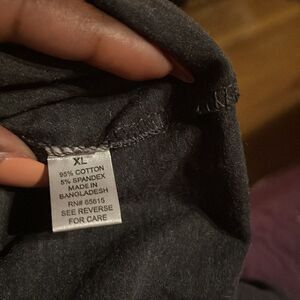 XL
95% COTTON
5% SPANDEX
MADE IN
BANGLADESH
RN# 65615
SEE REVERSE
FOR CARE